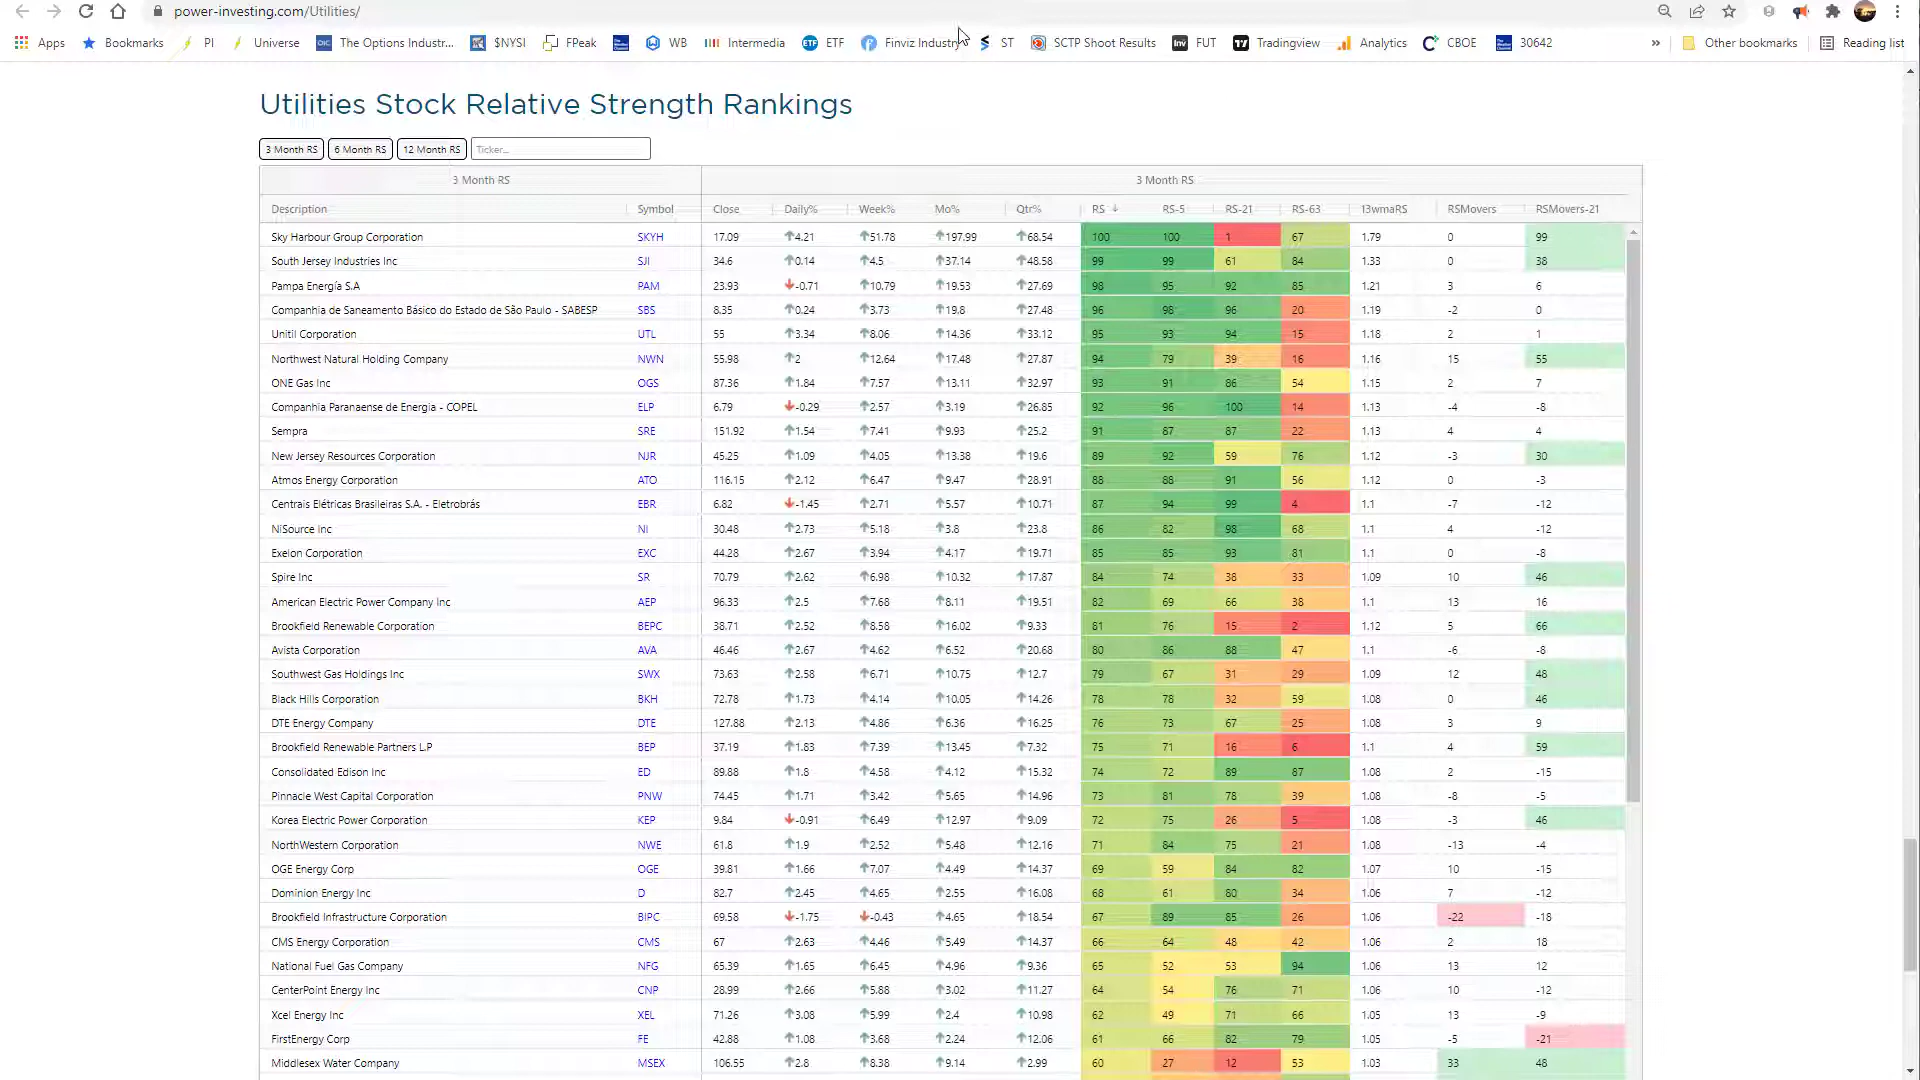 power-investing.com/Utilities/
Apps Bookmarks PI Universe OIC The Options Industr... $NYSI FPeak WB Intermedia ETF ETF Finviz Industry ST SCTP Shoot Results inv FUT Tradingview Analytics CBOE 30642 » Other bookmarks Reading list
Utilities Stock Relative Strength Rankings
3 Month RS 6 Month RS 12 Month RS Ticker...
3 Month RS 3 Month RS
Description Symbol Close Daily% Week% Mo% Qtr% RS RS-5 RS-21 RS-63 13wmaRS RSMovers RSMovers-21
Sky Harbour Group Corporation SKYH 17.09 4.21 51.78 197.99 68.54 100 100 1 67 1.79 0 99
South Jersey Industries Inc SJI 34.6 0.14 4.5 37.14 48.58 99 99 61 84 1.33 0 38
Pampa Energía S.A PAM 23.93 -0.71 10.79 19.53 27.69 98 95 92 85 1.21 3 6
Companhia de Saneamento Básico do Estado de São Paulo - SABESP SBS 8.35 0.24 3.73 19.8 27.48 96 98 96 20 1.19 -2 0
Unitil Corporation UTL 55 3.34 8.06 14.36 33.12 95 93 94 15 1.18 2 1
Northwest Natural Holding Company NWN 55.98 2 12.64 17.48 27.87 94 79 39 16 1.16 15 55
ONE Gas Inc OGS 87.36 1.84 7.57 13.11 32.97 93 91 86 54 1.15 2 7
Companhia Paranaense de Energia - COPEL ELP 6.79 -0.29 2.57 3.19 26.85 92 96 100 14 1.13 -4 -8
Sempra SRE 151.92 1.54 7.41 9.93 25.2 91 87 87 22 1.13 4 4
New Jersey Resources Corporation NJR 45.25 1.09 4.05 13.38 19.6 89 92 59 76 1.12 -3 30
Atmos Energy Corporation ATO 116.15 2.12 6.47 9.47 28.91 88 88 91 56 1.12 0 -3
Centrais Elétricas Brasileiras S.A. - Eletrobrás EBR 6.82 -1.45 2.71 5.57 10.71 87 94 99 4 1.1 -7 -12
NiSource Inc NI 30.48 2.73 5.18 3.8 23.8 86 82 98 68 1.1 4 -12
Exelon Corporation EXC 44.28 2.67 3.94 4.17 19.71 85 85 93 81 1.1 0 -8
Spire Inc SR 70.79 2.62 6.98 10.32 17.87 84 74 38 33 1.09 10 46
American Electric Power Company Inc AEP 96.33 2.5 7.68 8.11 19.51 82 69 66 38 1.1 13 16
Brookfield Renewable Corporation BEPC 38.71 2.52 8.58 16.02 9.33 81 76 15 2 1.12 5 66
Avista Corporation AVA 46.46 2.67 4.62 6.52 20.68 80 86 88 47 1.1 -6 -8
Southwest Gas Holdings Inc SWX 73.63 2.58 6.71 10.75 12.7 79 67 31 29 1.09 12 48
Black Hills Corporation BKH 72.78 1.73 4.14 10.05 14.26 78 78 32 59 1.08 0 46
DTE Energy Company DTE 127.88 2.13 4.86 6.36 16.25 76 73 67 25 1.08 3 9
Brookfield Renewable Partners L.P BEP 37.19 1.83 7.39 13.45 7.32 75 71 16 6 1.1 4 59
Consolidated Edison Inc ED 89.88 1.8 4.58 4.12 15.32 74 72 89 87 1.08 2 -15
Pinnacle West Capital Corporation PNW 74.45 1.71 3.42 5.65 14.96 73 81 78 39 1.08 -8 -5
Korea Electric Power Corporation KEP 9.84 -0.91 6.49 12.97 9.09 72 75 26 5 1.08 -3 46
NorthWestern Corporation NWE 61.8 1.9 2.52 5.48 12.16 71 84 75 21 1.08 -13 -4
OGE Energy Corp OGE 39.81 1.66 7.07 4.49 14.37 69 59 84 82 1.07 10 -15
Dominion Energy Inc D 82.7 2.45 4.65 2.55 16.08 68 61 80 34 1.06 7 -12
Brookfield Infrastructure Corporation BIPC 69.58 -1.75 -0.43 4.65 18.54 67 89 85 26 1.06 -22 -18
CMS Energy Corporation CMS 67 2.63 4.46 5.49 14.37 66 64 48 42 1.06 2 18
National Fuel Gas Company NFG 65.39 1.65 6.45 4.96 9.36 65 52 53 94 1.06 13 12
CenterPoint Energy Inc CNP 28.99 2.66 5.88 3.02 11.27 64 54 76 71 1.06 10 -12
Xcel Energy Inc XEL 71.26 3.08 5.99 2.4 10.98 62 49 71 66 1.05 13 -9
FirstEnergy Corp FE 42.88 1.08 3.68 2.24 12.06 61 66 82 79 1.05 -5 -21
Middlesex Water Company MSEX 106.55 2.8 8.38 9.14 2.99 60 27 12 53 1.03 33 48